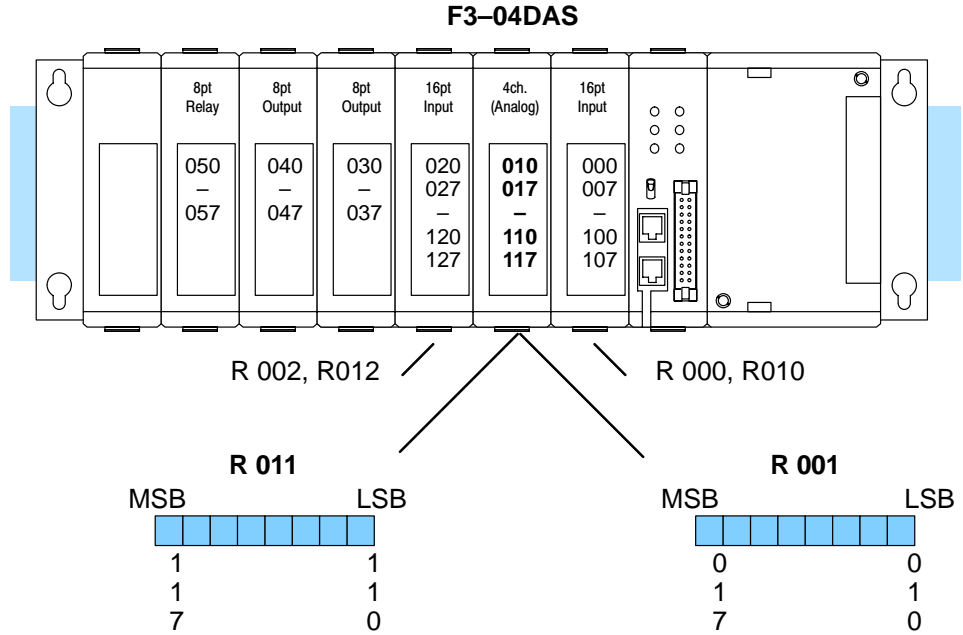 F3–04DAS
8pt
Relay
8pt
Output
8pt
Output
16pt
Input
4ch.
(Analog)
16pt
Input
050
–
057
040
–
047
030
–
037
020
027
–
120
127
010
017
–
110
117
000
007
–
100
107
R 002, R012
R 000, R010
R 011
MSB
LSB
1
1
7
1
1
0
R 001
MSB
LSB
0
1
7
0
1
0